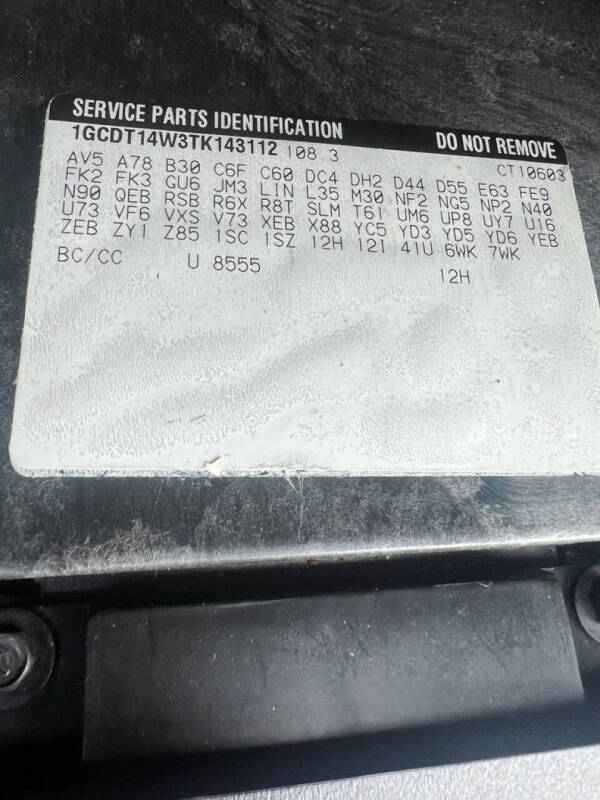 SERVICE PARTS IDENTIFICATION DO NOT REMOVE
1GCDT14W3TK143112 108.3 CT10603
AV5 A78 B30 C6F C60 DC4 DH2 D44 D55 E63 FE9
FK2 FK3 GU6 JM3 LIN L35 M30 NF2 NG5 NP2 N40
N90 QEB RSB R6X R8T SLM T61 UM6 UP8 UY7 U16
U73 VF6 VXS V73 XEB X88 YC5 YD3 YD5 YD6 YEB
ZEB ZY1 Z85 1SC 1SZ 12H 12I 41U 6WK 7WK
BC/CC U 8555 12H